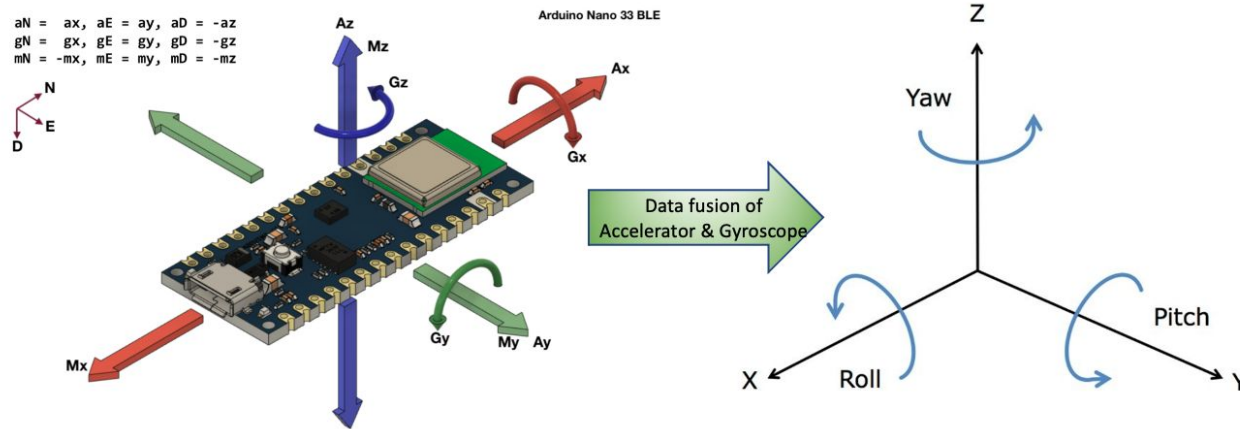 aN =  ax, aE = ay, aD = -az
gN =  gx, gE = gy, gD = -gz
mN = -mx, mE = my, mD = -mz
N
E
D
Arduino Nano 33 BLE
Az
Mz
Gz
Ax
Gx
Gy
My Ay
Mx
Data fusion of
Accelerator & Gyroscope
Z
Yaw
Pitch
X
Roll
Y